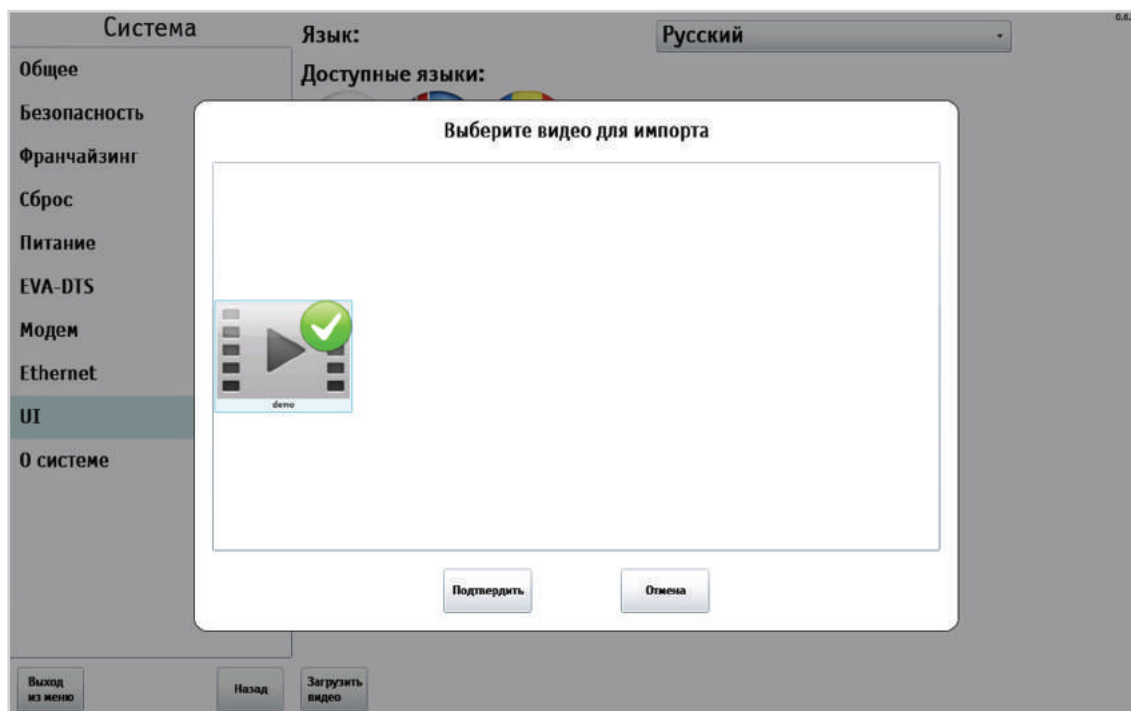 Система
Язык:
Русский
0.6.
Общее
Доступные языки:
Безопасность
Франчайзинг
Сброс
Питание
EVA-DTS
Модем
Ethernet
UI
О системе
Выберите видео для импорта
demo
Подтвердить
Отмена
Выход
из меню
Назад
Загрузить
видео